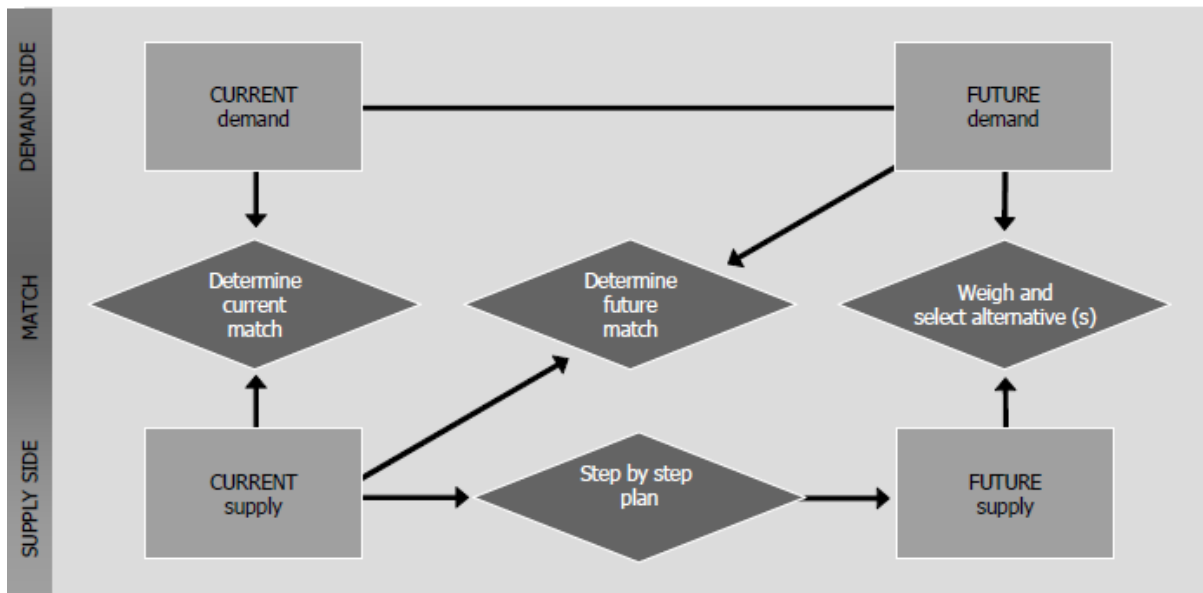 DEMAND SIDE
CURRENT
demand
FUTURE
demand
MATCH
Determine
current
match
Determine
future
match
Weigh and
select alternative (s)
SUPPLY SIDE
CURRENT
supply
Step by step
plan
FUTURE
supply